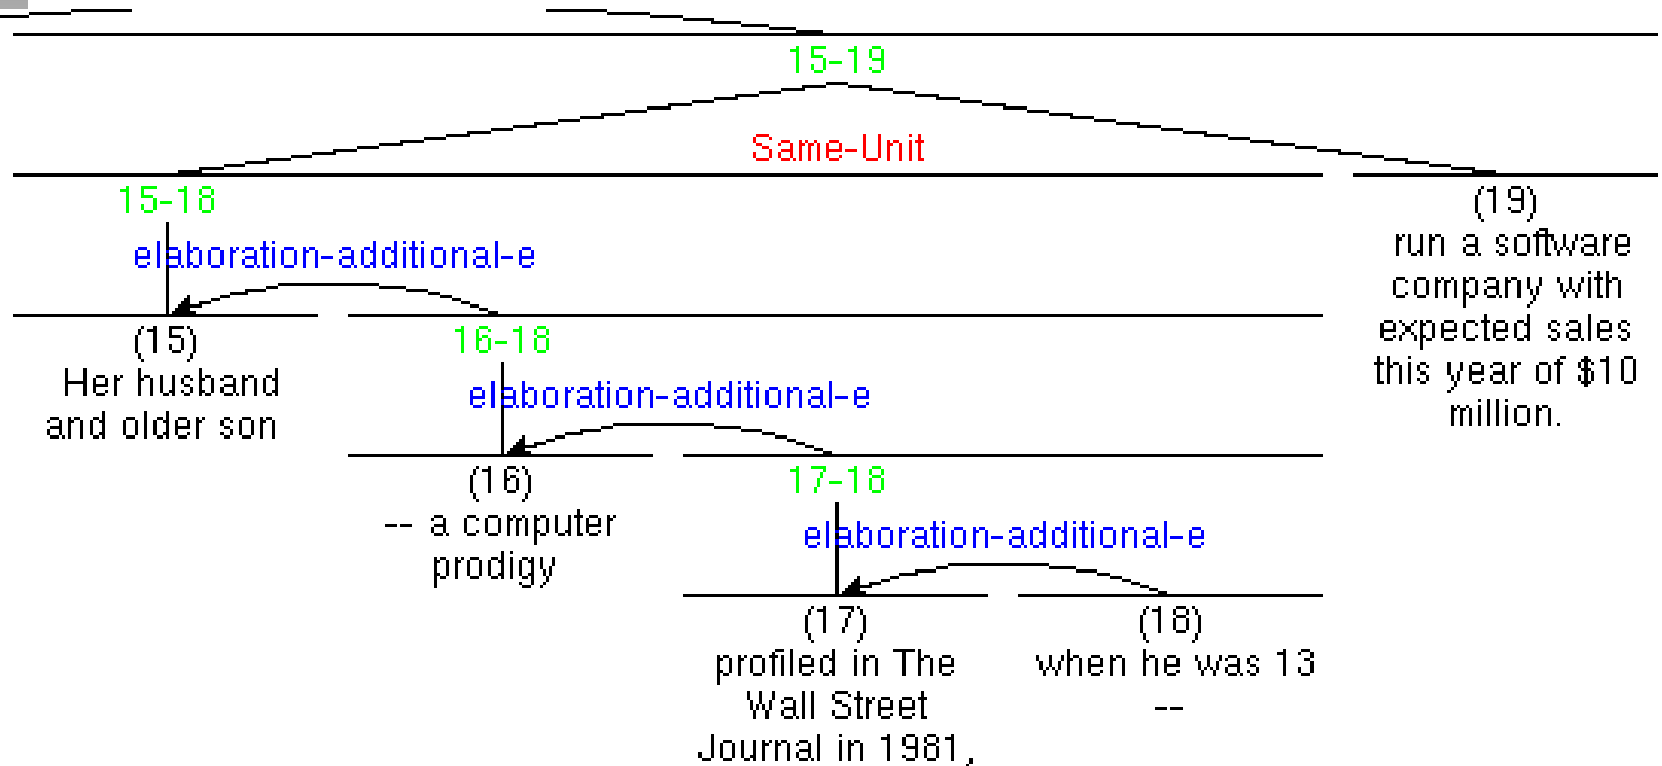 15-19
Same-Unit
15-18
elaboration-additional-e
(15)
Her husband
and older son
16-18
elaboration-additional-e
(16)
-- a computer
prodigy
17-18
elaboration-additional-e
(17)
profiled in The
Wall Street
Journal in 1981,
(18)
when he was 13
--
(19)
run a software
company with
expected sales
this year of $10
million.